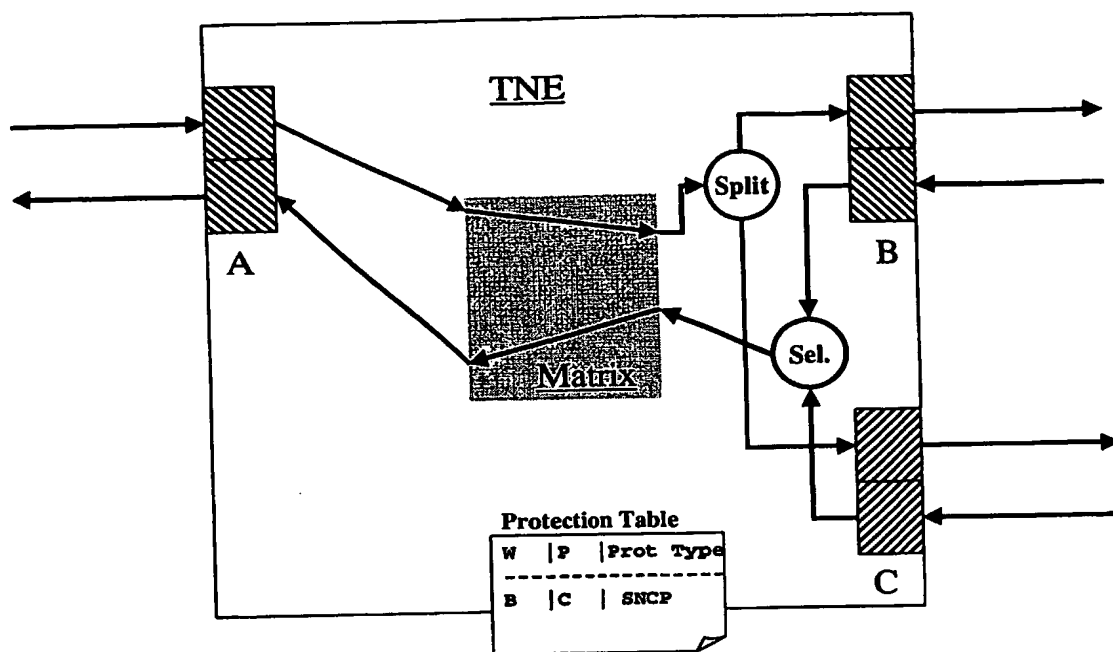 TNE
Split
A
B
Sel.
Matrix
C
Protection Table
W |P |Prot Type
-----------------------
B |C | SNCP